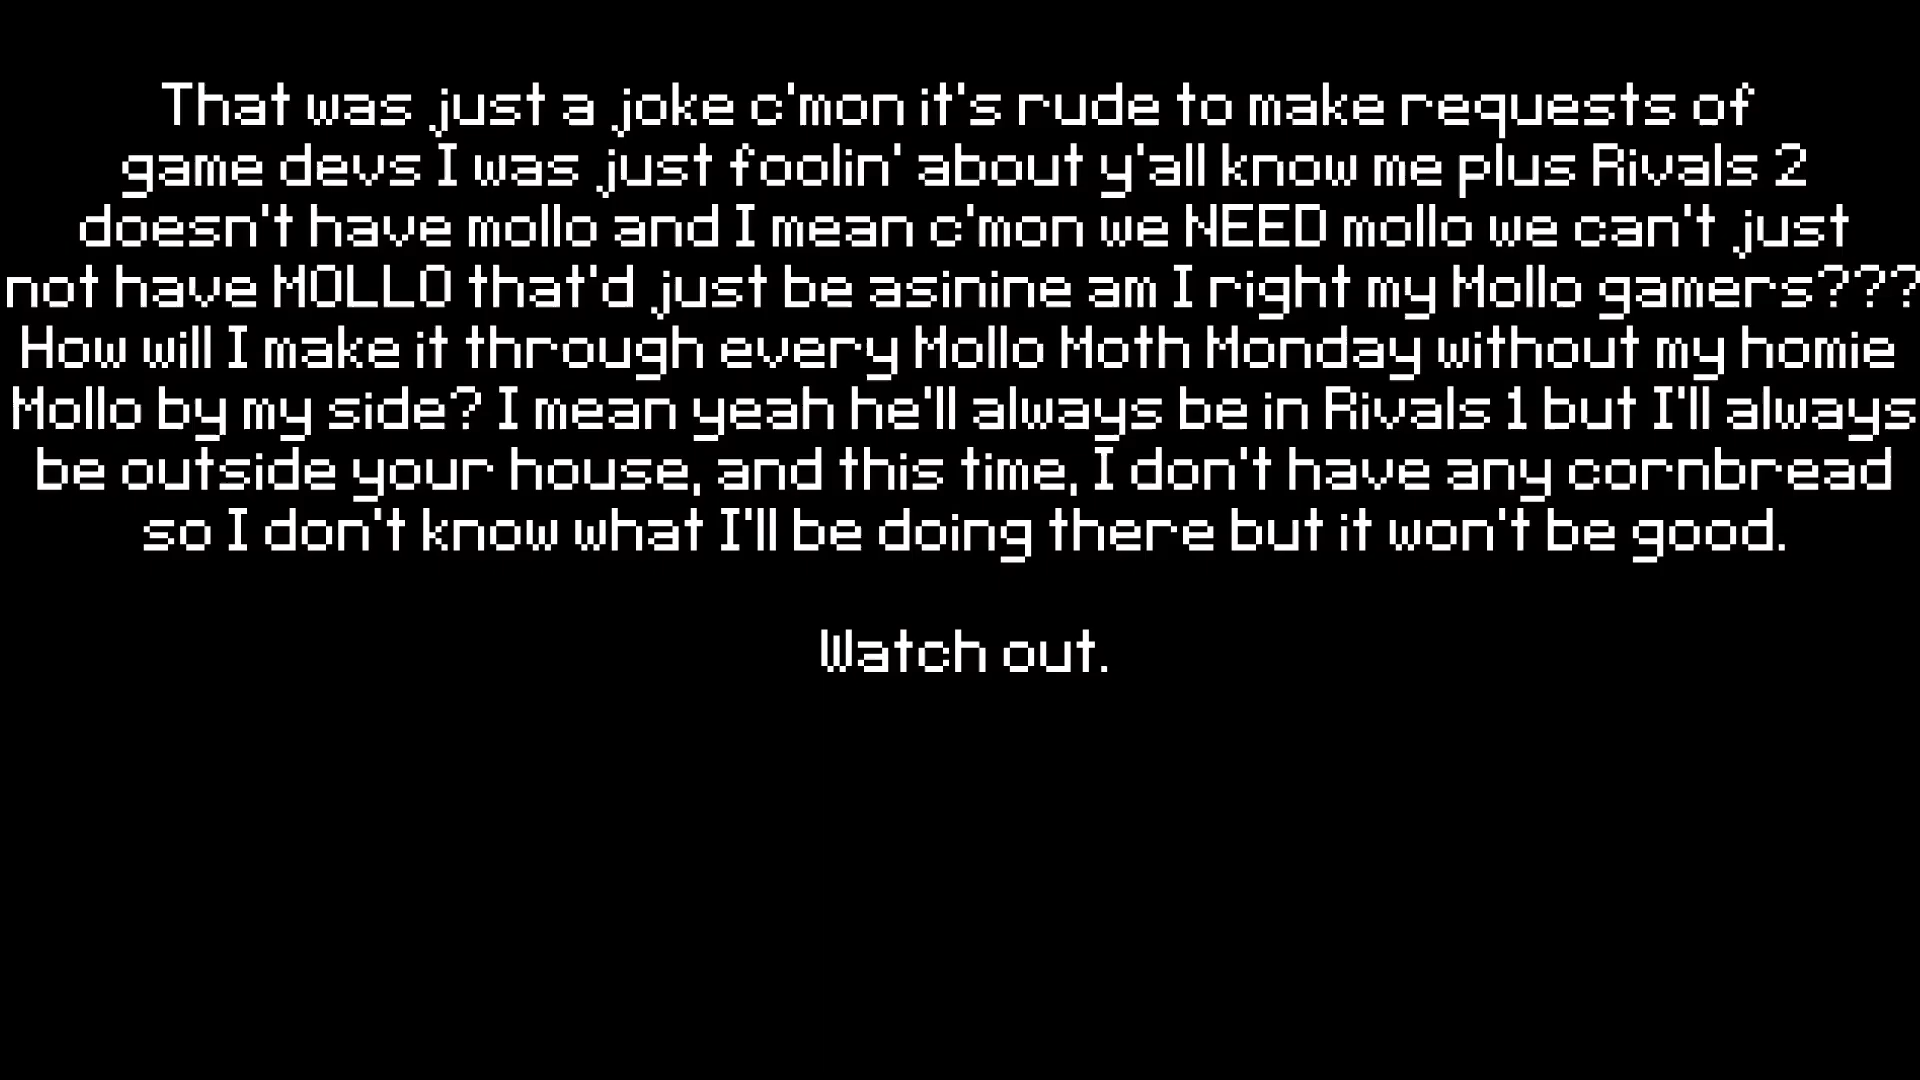 That was just a joke c'mon it's rude to make requests of
game devs I was just foolin' about y'all know me plus Rivals 2
doesn't have mollo and I mean c'mon we NEED mollo we can't just
not have MOLLO that'd just be asinine am I right my Mollo gamers???
How will I make it through every Mollo Moth Monday without my homie
Mollo by my side? I mean yeah he'll always be in Rivals 1 but I'll always
be outside your house, and this time, I don't have any cornbread
so I don't know what I'll be doing there but it won't be good.
Watch out.